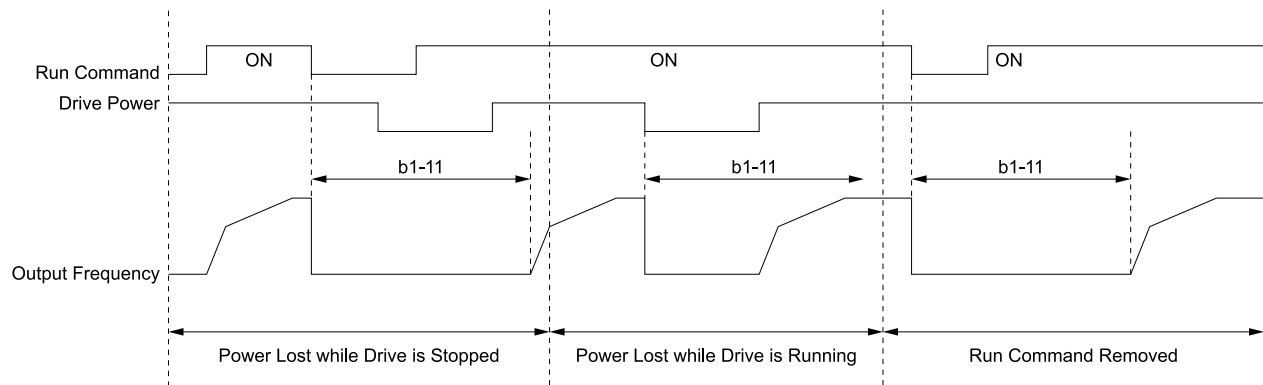 ON
ON
ON
Run Command
Drive Power
b1-11
b1-11
b1-11
Output Frequency
Power Lost while Drive is Stopped
Power Lost while Drive is Running
Run Command Removed